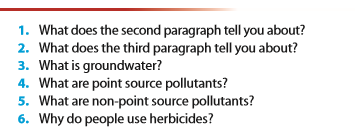 1. What does the second paragraph tell you about?
2. What does the third paragraph tell you about?
3. What is groundwater?
4. What are point source pollutants?
5. What are non-point source pollutants?
6. Why do people use herbicides?